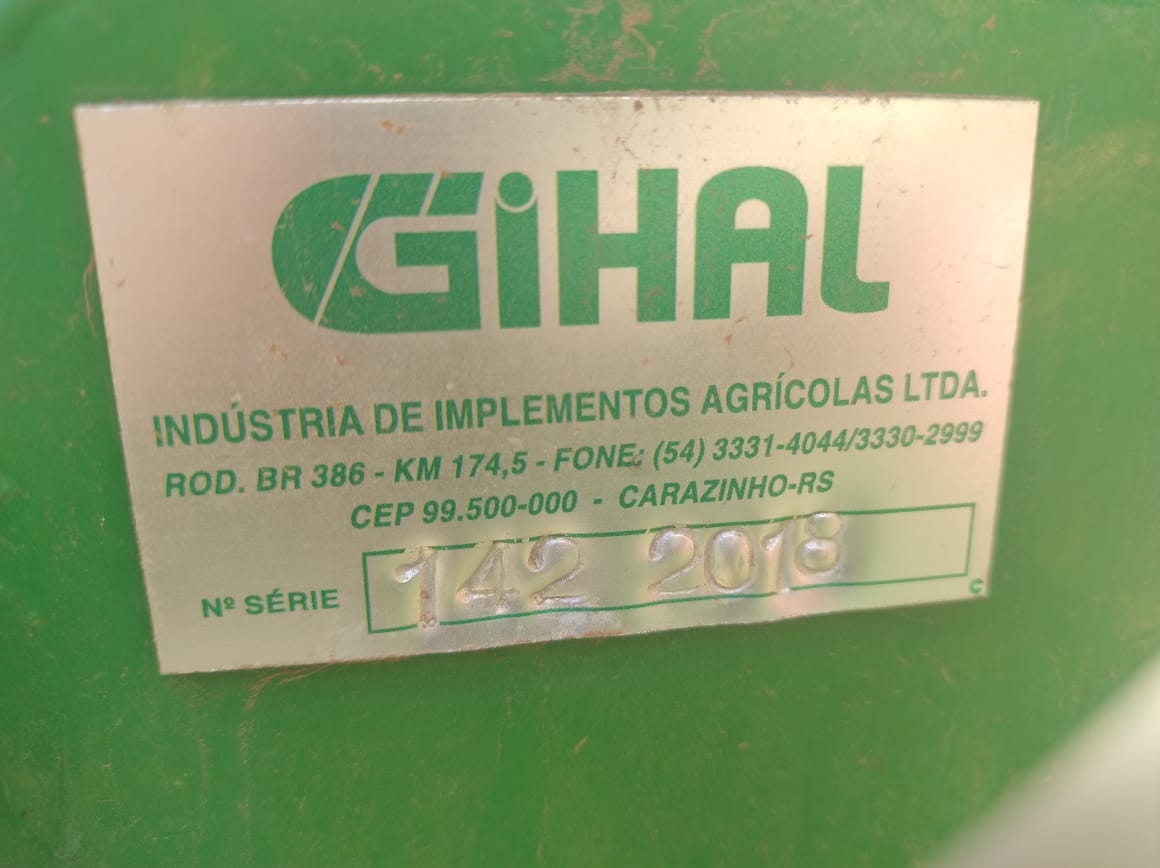 GiHAL
INDÚSTRIA DE IMPLEMENTOS AGRÍCOLAS LTDA.
ROD. BR 386 - KM 174,5 - FONE: (54) 3331-4044/3330-2999
CEP 99.500-000 - CARAZINHO-RS
Nº SÉRIE 142 2018
C